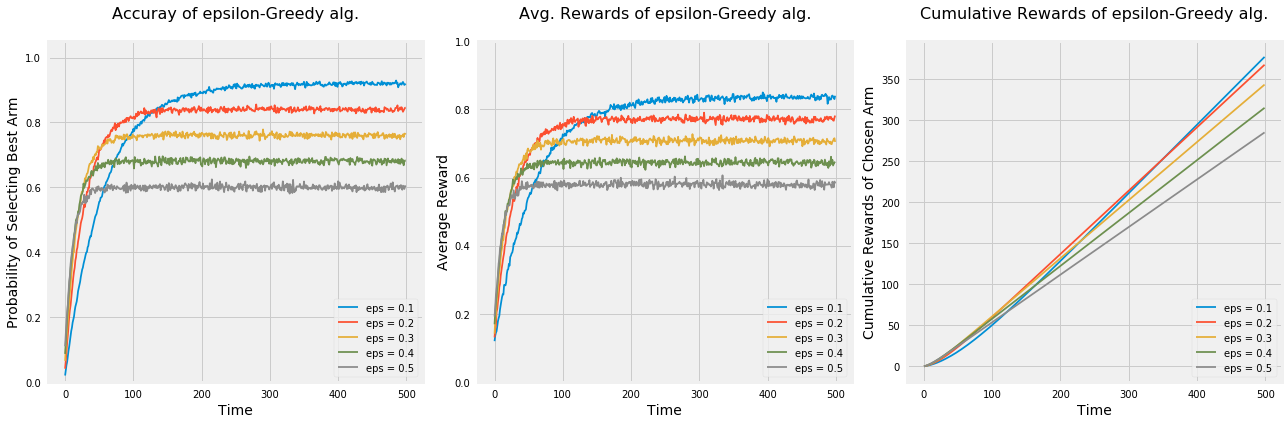 Accuray of epsilon-Greedy alg.
Probability of Selecting Best Arm
1.0
0.8
0.6
0.4
0.2
0.0
0
100
200
300
400
500
Time
eps = 0.1
eps = 0.2
eps = 0.3
eps = 0.4
eps = 0.5
Avg. Rewards of epsilon-Greedy alg.
Average Reward
1.0
0.8
0.6
0.4
0.2
0.0
0
100
200
300
400
500
Time
eps = 0.1
eps = 0.2
eps = 0.3
eps = 0.4
eps = 0.5
Cumulative Rewards of epsilon-Greedy alg.
Cumulative Rewards of Chosen Arm
350
300
250
200
150
100
50
0
0
100
200
300
400
500
Time
eps = 0.1
eps = 0.2
eps = 0.3
eps = 0.4
eps = 0.5